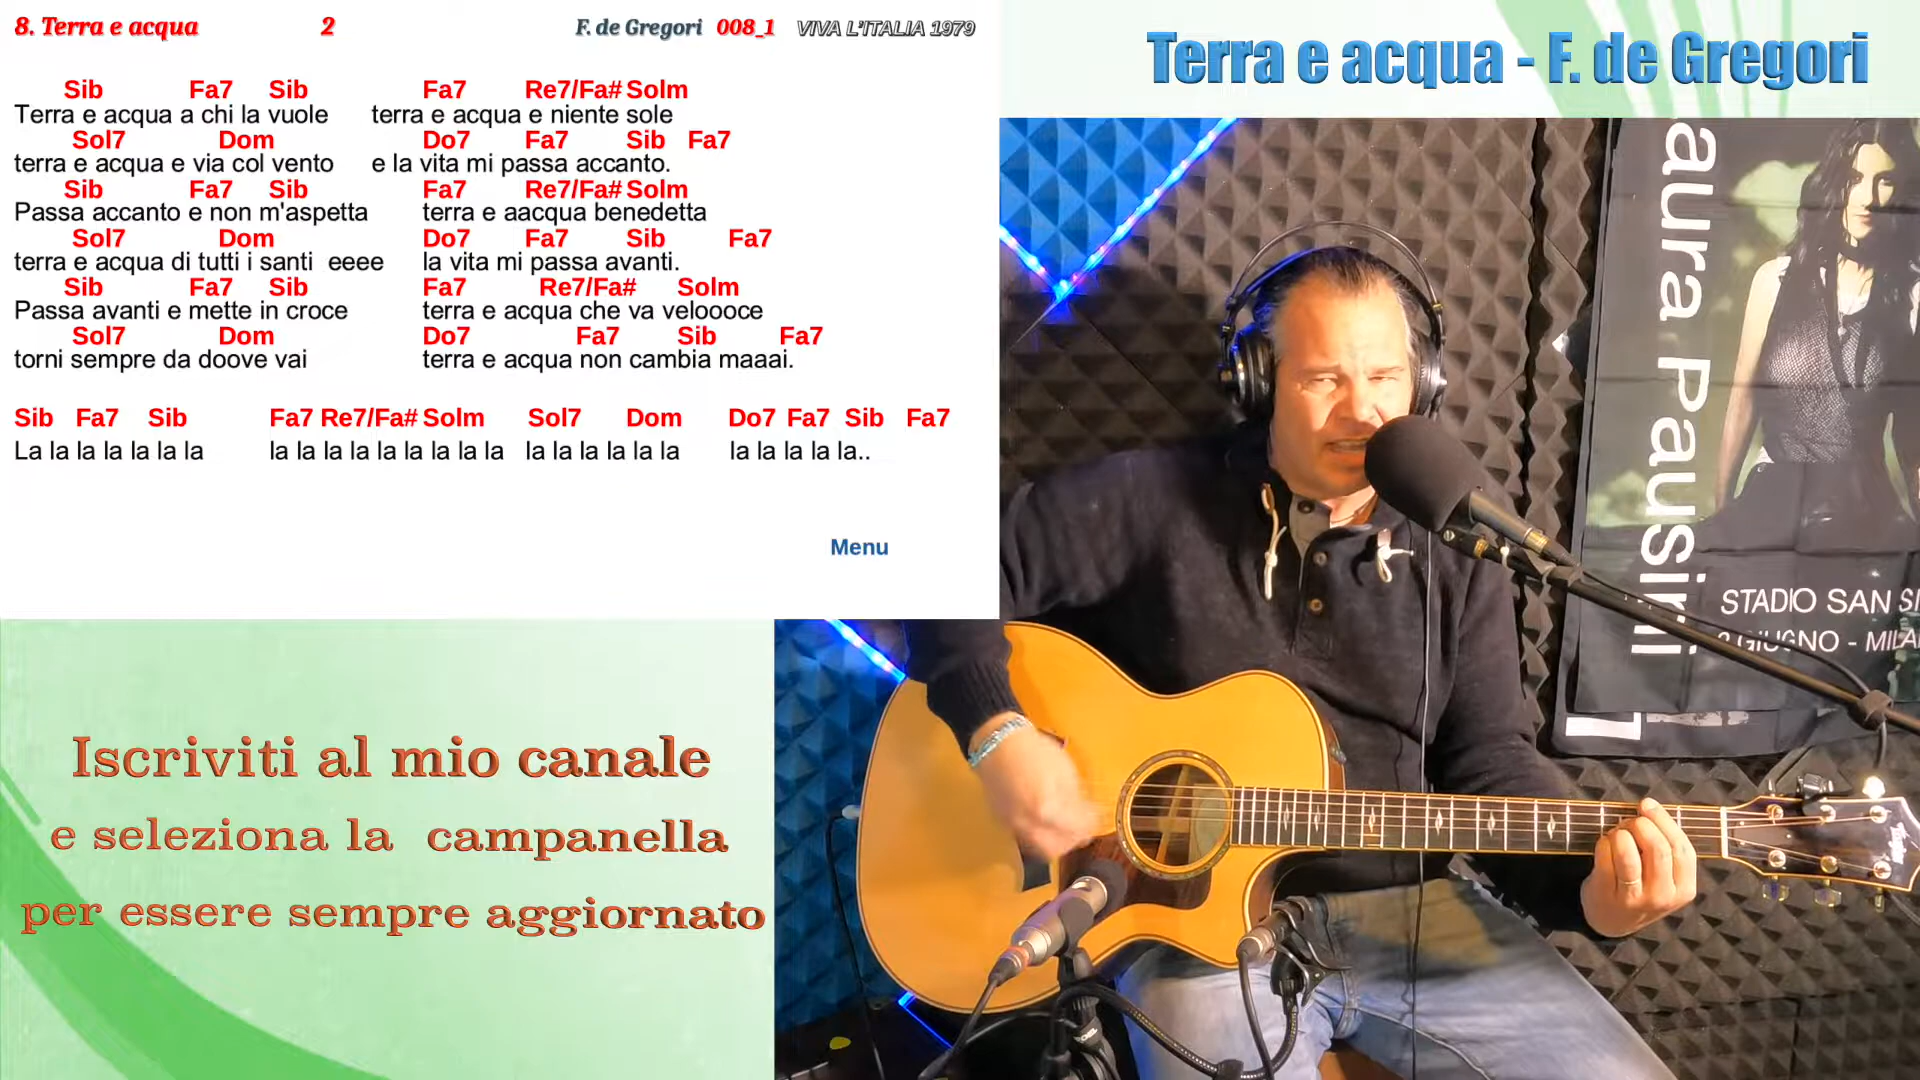 8. Terra e acqua 2 F. de Gregori 008_1 VIVA L'ITALIA 1979
Terra e acqua - F. de Gregori
Sib Fa7 Sib Fa7 Re7/Fa# Solm
Terra e acqua a chi la vuole terra e acqua e niente sole
Sol7 Dom Do7 Fa7 Sib Fa7
terra e acqua e via col vento e la vita mi passa accanto.
Sib Fa7 Sib Fa7 Re7/Fa# Solm
Passa accanto e non m'aspetta terra e aacqua benedetta
Sol7 Dom Do7 Fa7 Sib Fa7
terra e acqua di tutti i santi eeee la vita mi passa avanti.
Sib Fa7 Sib Fa7 Re7/Fa# Solm
Passa avanti e mette in croce terra e acqua che va veloooce
Sol7 Dom Do7 Fa7 Sib Fa7
torni sempre da doove vai terra e acqua non cambia maaai.
Sib Fa7 Sib Fa7 Re7/Fa# Solm Sol7 Dom Do7 Fa7 Sib Fa7
La la la la la la la la la la la la la la la la la la la la la la la la la la la..
Menu
aura Pausini
STADIO SAN SI
GIUGNO - MILA
Iscriviti al mio canale
e seleziona la campanella
per essere sempre aggiornato